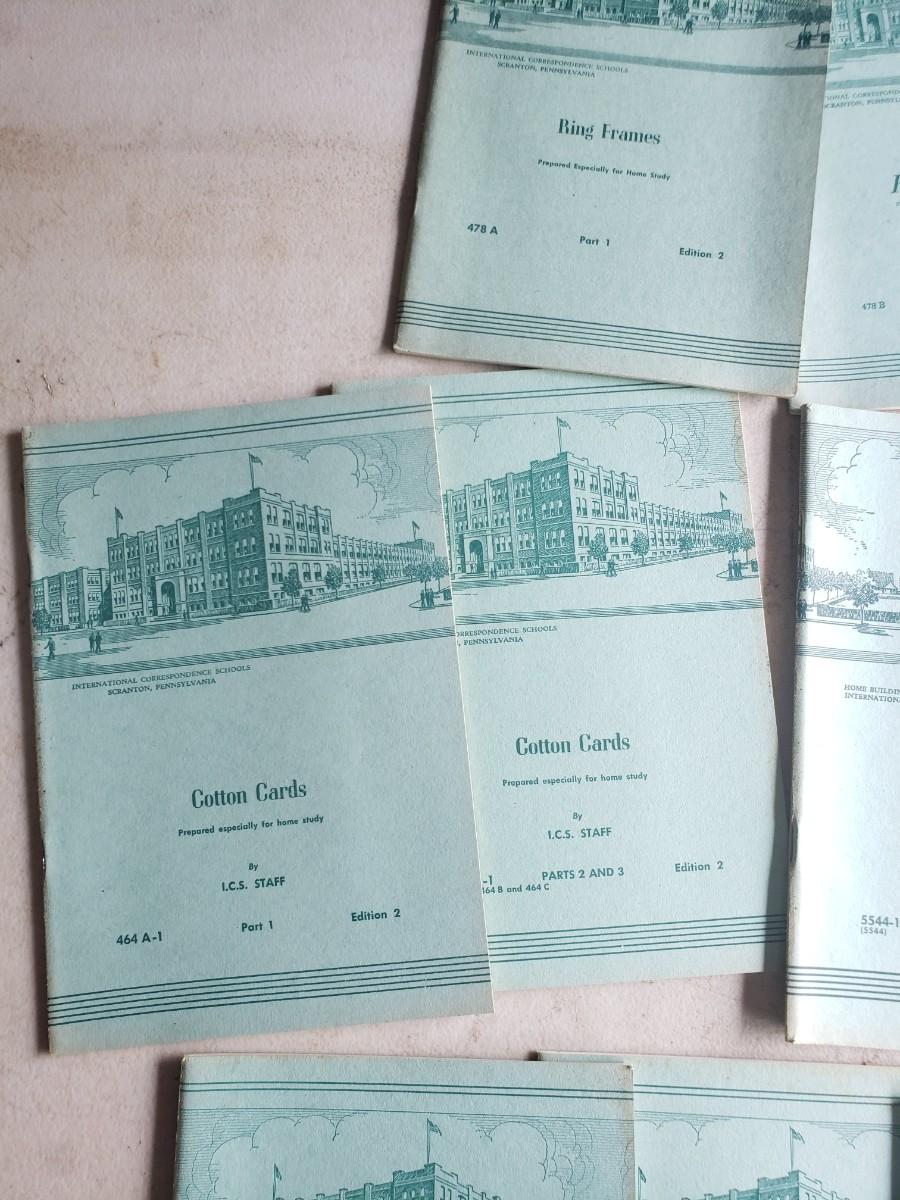 INTERNATIONAL CORRESPONDENCE SCHOOLS
SCRANTON, PENNSYLVANIA
Ring Frames
Prepared Especially for Home Study
478 A
Part 1
Edition 2
478 B
INTERNATIONAL CORRESPONDENCE SCHOOLS
SCRANTON, PENNSYLVANIA
Cotton Cards
Prepared especially for home study
By
I.C.S. STAFF
464 A-1
Part 1
Edition 2
CORRESPONDENCE SCHOOLS
, PENNSYLVANIA
Cotton Cards
Prepared especially for home study
By
I.C.S. STAFF
-1
PARTS 2 AND 3
Edition 2
464 B and 464 C
HOME BUILDIN
INTERNATION
5544-1
(5544)